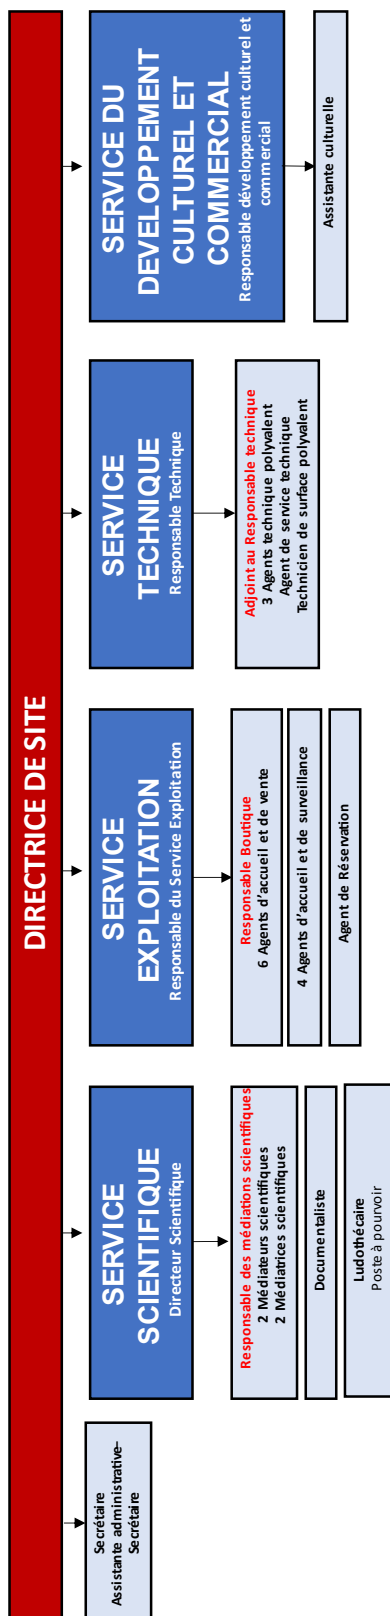 DIRECTRICE DE SITE
Secrétaire
Assistante administrative–
Secrétaire
SERVICE
SCIENTIFIQUE
Directeur Scientifique
Responsable des médiations scientifiques
2 Médiateurs scientifiques
2 Médiatrices scientifiques
Documentaliste
Ludothécaire
Poste à pourvoir
SERVICE
EXPLOITATION
Responsable du Service Exploitation
Responsable Boutique
6 Agents d’accueil et de vente
4 Agents d’accueil et de surveillance
Agent de Réservation
SERVICE
TECHNIQUE
Responsable Technique
Adjoint au Responsable technique
3 Agents technique polyvalent
Agent de service technique
Technicien de surface polyvalent
SERVICE DU
DEVELOPPEMENT
CULTUREL ET
COMMERCIAL
Responsable développement culturel et
commercial
Assistante culturelle